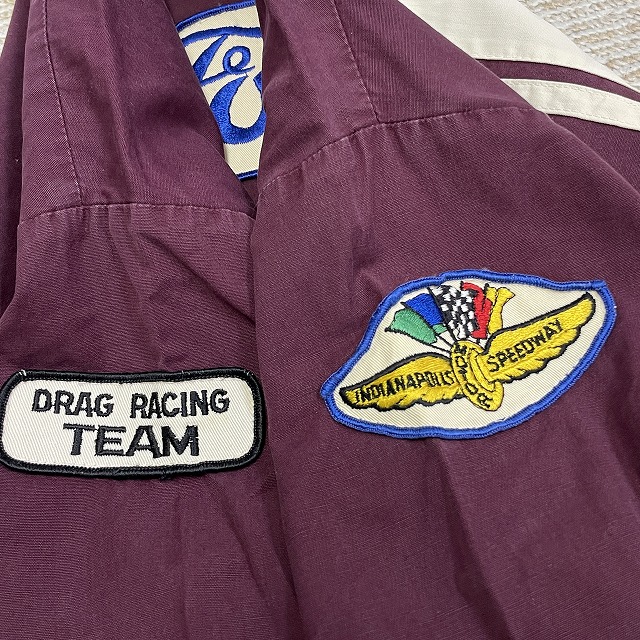 DRAG RACING
TEAM
INDIANAPOLIS
MOTOR
SPEEDWAY